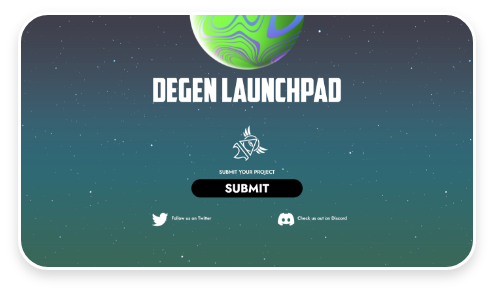 DEGEN LAUNCHPAD
SUBMIT YOUR PROJECT
SUBMIT
Follow us on Twitter
Check us out on Discord